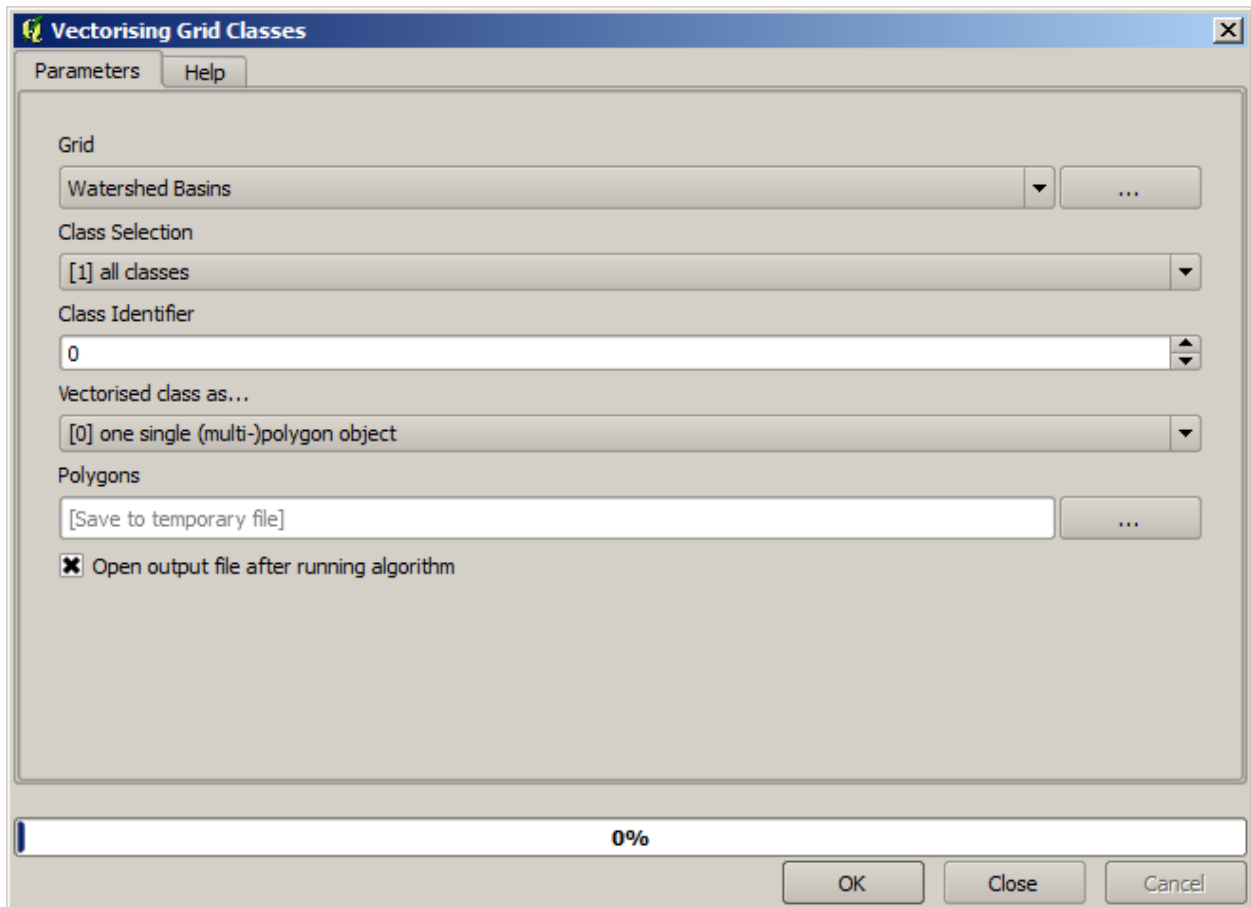 Vectorising Grid Classes
Parameters Help
Grid
Watershed Basins ...
Class Selection
[1] all classes
Class Identifier
0
Vectorised class as...
[0] one single (multi-)polygon object
Polygons
[Save to temporary file] ...
Open output file after running algorithm
0%
OK Close Cancel